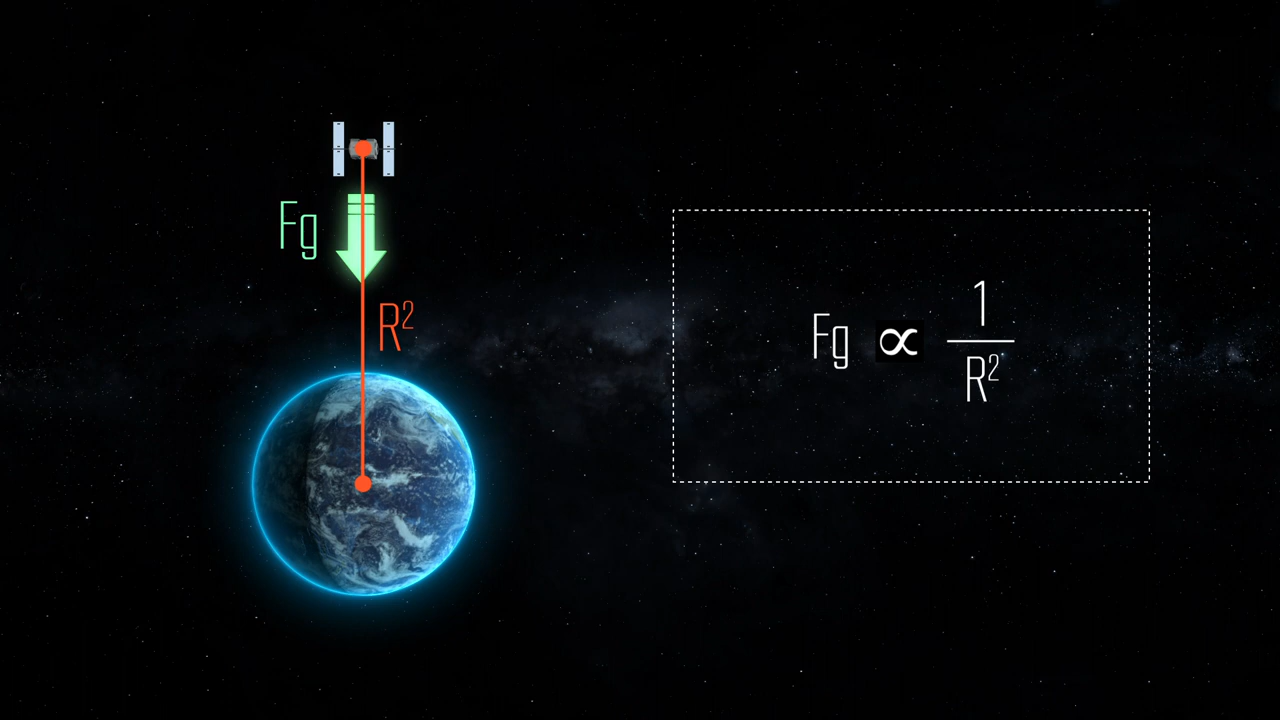 Fg
R²
Fg ∝ 1/R²